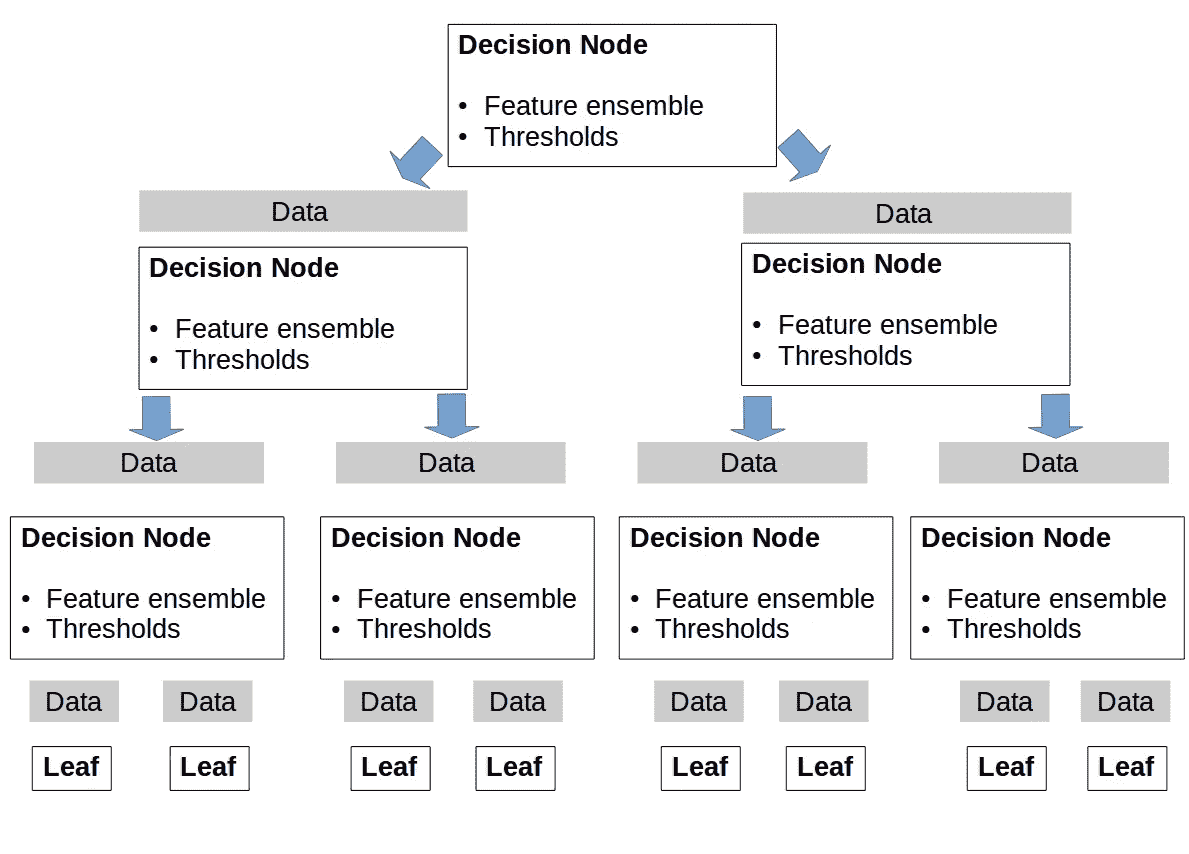 Decision Node
• Feature ensemble
• Thresholds
Data
Data
Decision Node
• Feature ensemble
• Thresholds
Decision Node
• Feature ensemble
• Thresholds
Data
Data
Data
Data
Decision Node
• Feature ensemble
• Thresholds
Decision Node
• Feature ensemble
• Thresholds
Decision Node
• Feature ensemble
• Thresholds
Decision Node
• Feature ensemble
• Thresholds
Data
Data
Data
Data
Data
Data
Data
Data
Leaf
Leaf
Leaf
Leaf
Leaf
Leaf
Leaf
Leaf